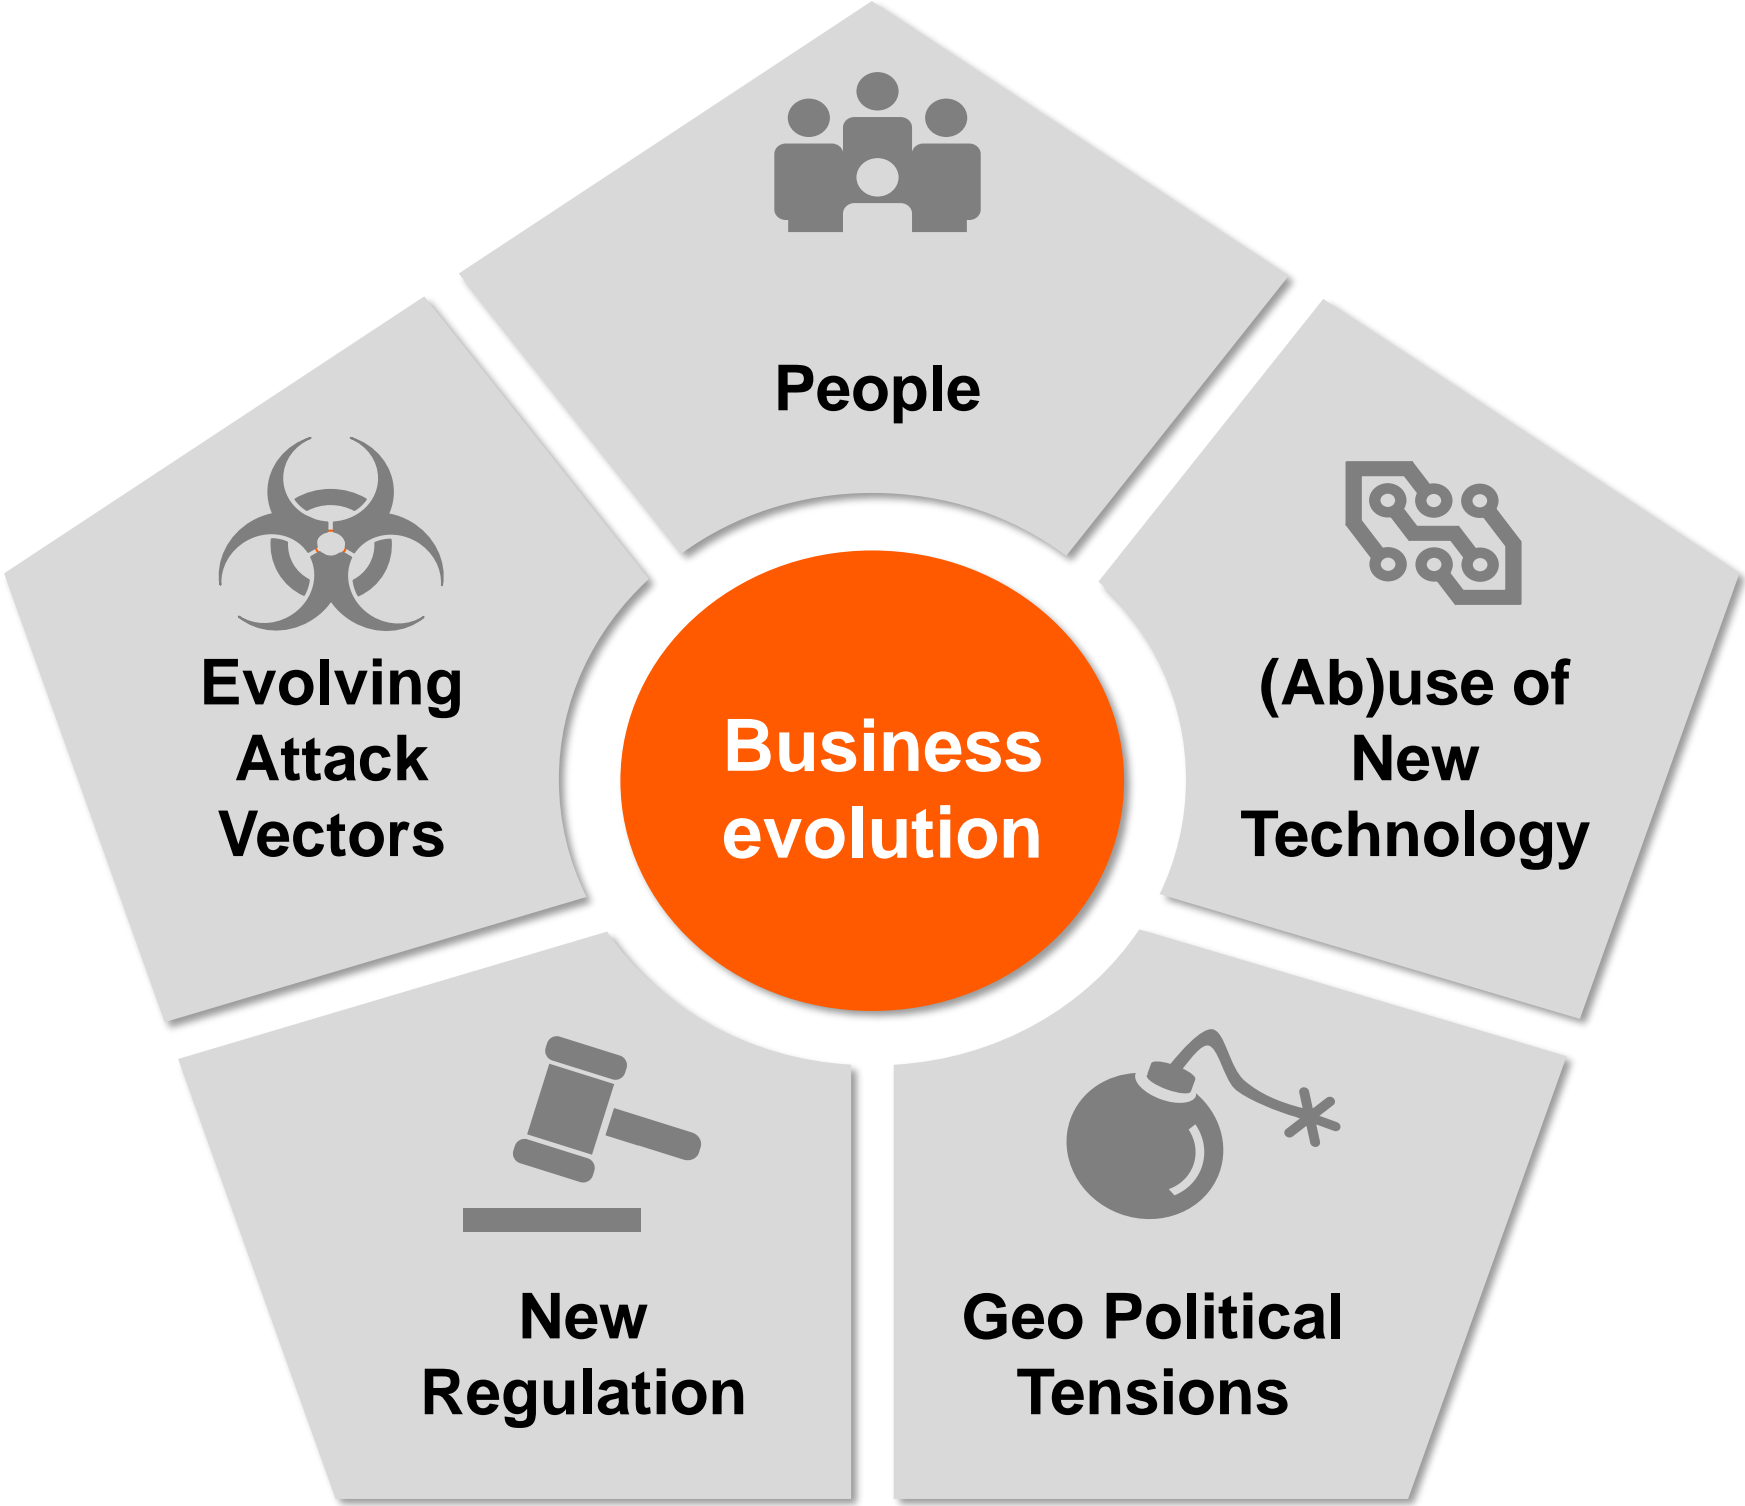 People
Evolving
Attack
Vectors
(Ab)use of
New
Technology
Business
evolution
New
Regulation
Geo Political
Tensions